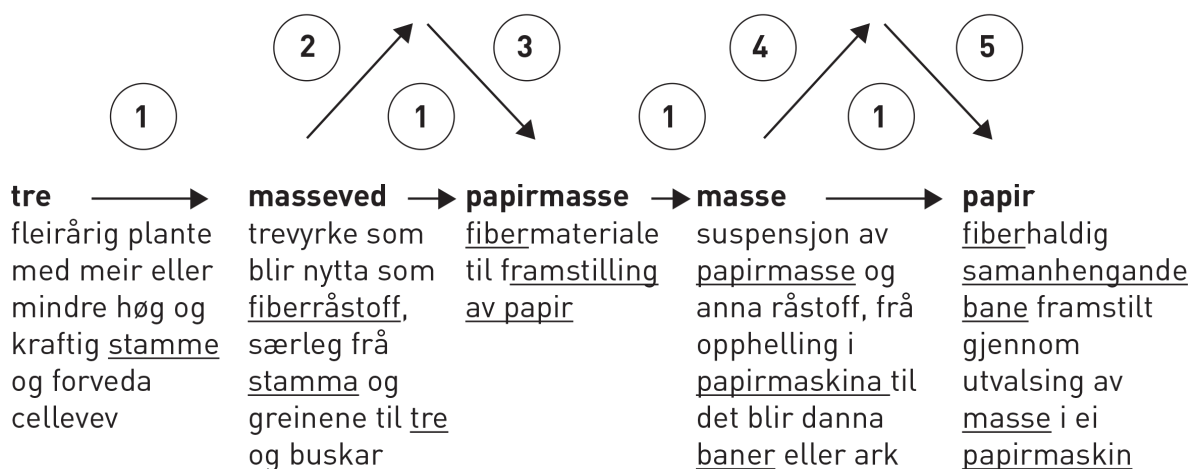 2
3
4
5
1
1
1
1
tre
fleirårig plante
med meir eller
mindre høg og
kraftig stamme
og forveda
cellevev
masseved
trevyrke som
blir nytta som
fiberråstoff,
særleg frå
stamma og
greinene til tre
og buskar
papirmasse
fibermateriale
til framstilling
av papir
masse
suspensjon av
papirmasse og
anna råstoff, frå
opphelling i
papirmaskina til
det blir danna
baner eller ark
papir
fiberhaldig
samanhengande
bane framstilt
gjennom
utvalsing av
masse i ei
papirmaskin